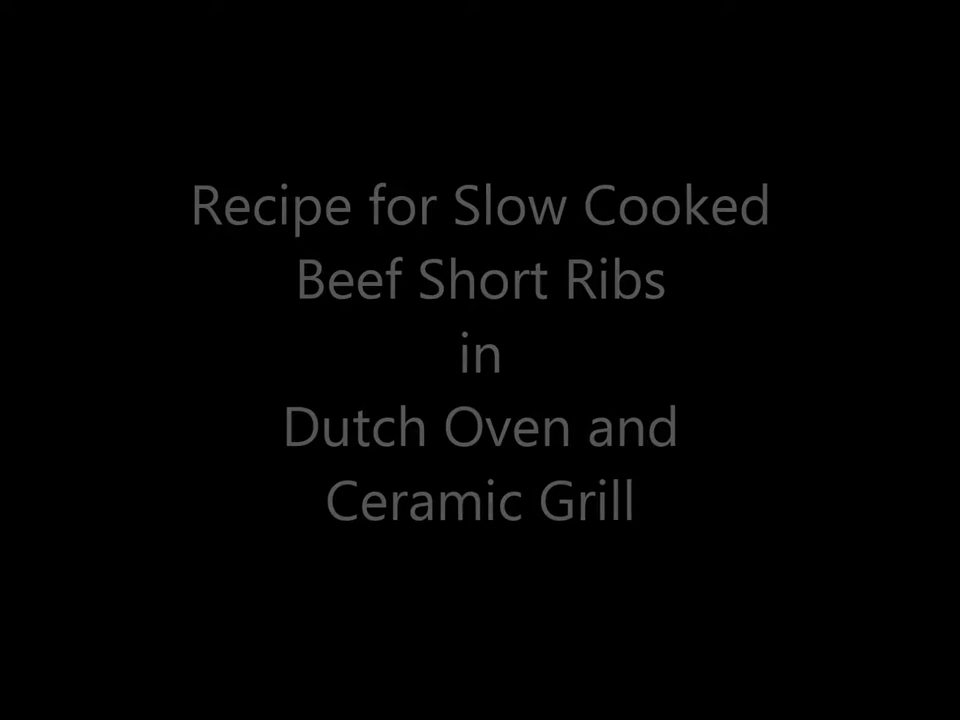 Recipe for Slow Cooked
Beef Short Ribs
in
Dutch Oven and
Ceramic Grill